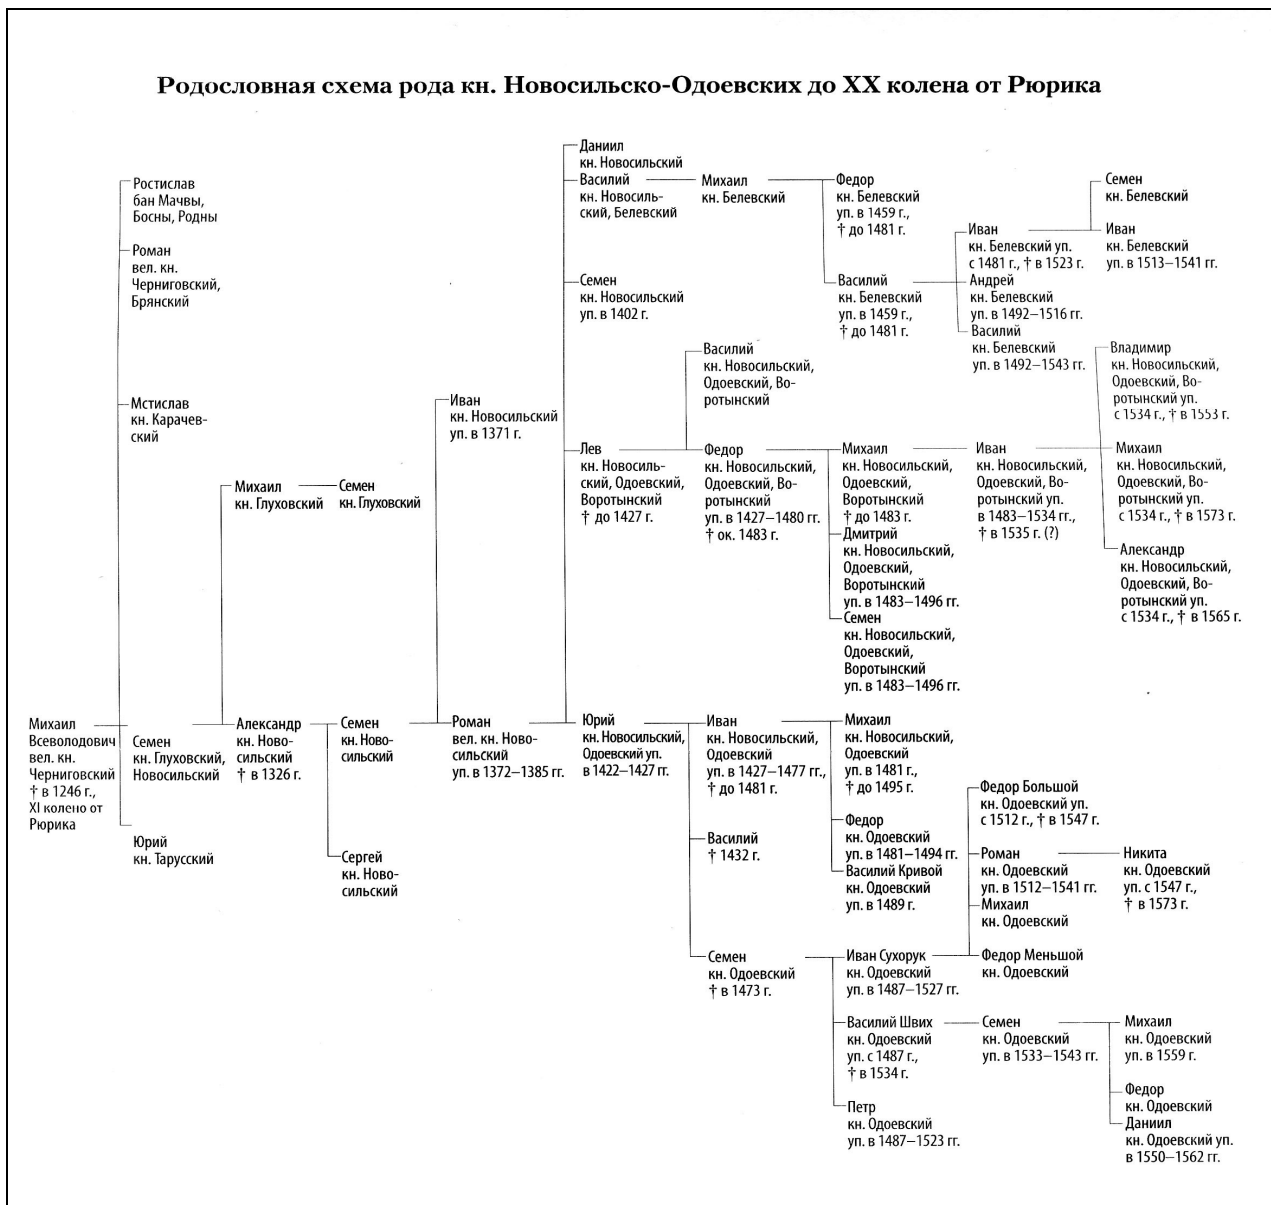 Родословная схема рода кн. Новосильско-Одоевских до XX колена от Рюрика
Михаил
Всеволодович
вел. кн.
Черниговский
† в 1246 г.,
XI колено от
Рюрика
Ростислав
бан Мачвы,
Босны, Родны
Роман
вел. кн.
Черниговский,
Брянский
Мстислав
кн. Карачев-
ский
Семен
кн. Глуховский,
Новосильский
Юрий
кн. Тарусский
Михаил
кн. Глуховский
Александр
кн. Ново-
сильский
† в 1326 г.
Семен
кн. Глуховский
Семен
кн. Ново-
сильский
Сергей
кн. Ново-
сильский
Иван
кн. Новосильский
уп. в 1371 г.
Роман
вел. кн. Ново-
сильский
уп. в 1372–1385 гг.
Даниил
кн. Новосильский
Василий
кн. Новосиль-
ский, Белевский
Семен
кн. Новосильский
уп. в 1402 г.
Лев
кн. Новосиль-
ский, Одоевский,
Воротынский
† до 1427 г.
Юрий
кн. Новосильский,
Одоевский уп.
в 1422–1427 гг.
Михаил
кн. Белевский
Василий
кн. Новосильский,
Одоевский, Во-
ротынский
Федор
кн. Новосильский,
Одоевский, Во-
ротынский
уп. в 1427–1480 гг.
† ок. 1483 г.
Иван
кн. Новосильский,
Одоевский
уп. в 1427–1477 гг.,
† до 1481 г.
Василий
† 1432 г.
Семен
кн. Одоевский
† в 1473 г.
Федор
кн. Белевский
уп. в 1459 г.,
† до 1481 г.
Василий
кн. Белевский
уп. в 1459 г.,
† до 1481 г.
Михаил
кн. Новосильский,
Одоевский,
Воротынский
† до 1483 г.
Дмитрий
кн. Новосильский,
Одоевский,
Воротынский
уп. в 1483–1496 гг.
Семен
кн. Новосильский,
Одоевский,
Воротынский
уп. в 1483–1496 гг.
Михаил
кн. Новосильский,
Одоевский
уп. в 1481 г.,
† до 1495 г.
Федор
кн. Одоевский
уп. в 1481–1494 гг.
Василий Кривой
кн. Одоевский
уп. в 1489 г.
Иван Сухорук
кн. Одоевский
уп. в 1487–1527 гг.
Василий Швих
кн. Одоевский
уп. с 1487 г.,
† в 1534 г.
Петр
кн. Одоевский
уп. в 1487–1523 гг.
Иван
кн. Белевский уп.
с 1481 г., † в 1523 г.
Андрей
кн. Белевский
уп. в 1492–1516 гг.
Василий
кн. Белевский
уп. в 1492–1543 гг.
Иван
кн. Новосильский,
Одоевский, Во-
ротынский уп.
в 1483–1534 гг.,
† в 1535 г. (?)
Федор Большой
кн. Одоевский уп.
с 1512 г., † в 1547 г.
Роман
кн. Одоевский
уп. в 1512–1541 гг.
Михаил
кн. Одоевский
Федор Меньшой
кн. Одоевский
Семен
кн. Одоевский
уп. в 1533–1543 гг.
Семен
кн. Белевский
Иван
кн. Белевский
уп. в 1513–1541 гг.
Владимир
кн. Новосильский,
Одоевский, Во-
ротынский уп.
с 1534 г., † в 1553 г.
Михаил
кн. Новосильский,
Одоевский, Во-
ротынский уп.
с 1534 г., † в 1573 г.
Александр
кн. Новосильский,
Одоевский, Во-
ротынский уп.
с 1534 г., † в 1565 г.
Никита
кн. Одоевский
уп. с 1547 г.,
† в 1573 г.
Михаил
кн. Одоевский
уп. в 1559 г.
Федор
кн. Одоевский
Даниил
кн. Одоевский уп.
в 1550–1562 гг.